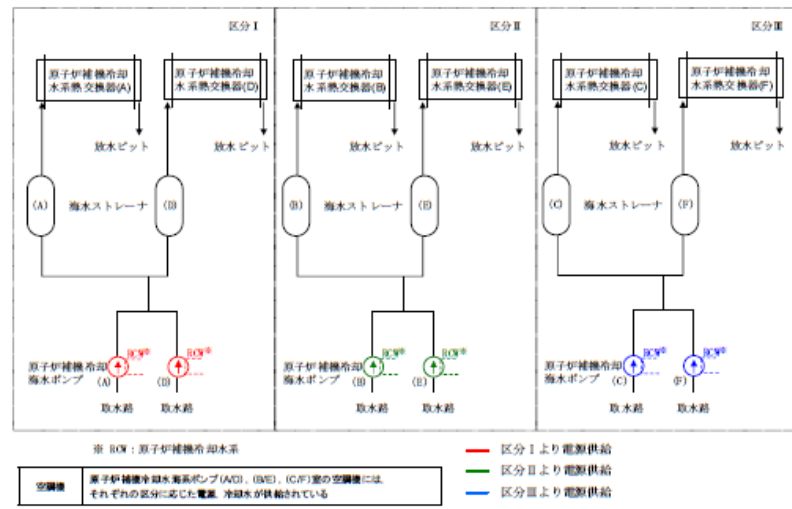 区分Ⅰ
原子炉補機冷却
水系熱交換器(A)
原子炉補機冷却
水系熱交換器(D)
放水ピット
放水ピット
(A)
海水ストレーナ
(D)
RCW※
RCW※
原子炉補機冷却
海水ポンプ
(A)
(D)
取水路
取水路
区分Ⅱ
原子炉補機冷却
水系熱交換器(B)
原子炉補機冷却
水系熱交換器(E)
放水ピット
放水ピット
(B)
海水ストレーナ
(E)
RCW※
RCW※
原子炉補機冷却
海水ポンプ
(B)
(E)
取水路
取水路
区分Ⅲ
原子炉補機冷却
水系熱交換器(C)
原子炉補機冷却
水系熱交換器(F)
放水ピット
放水ピット
(C)
海水ストレーナ
(F)
RCW※
RCW※
原子炉補機冷却
海水ポンプ
(C)
(F)
取水路
取水路
※ RCW:原子炉補機冷却水系
区分Ⅰより電源供給
区分Ⅱより電源供給
区分Ⅲより電源供給
空調機
原子炉補機冷却水海系ポンプ(A/D)、(B/E)、(C/F)室の空調機には、
それぞれの区分に応じた電源、冷却水が供給されている